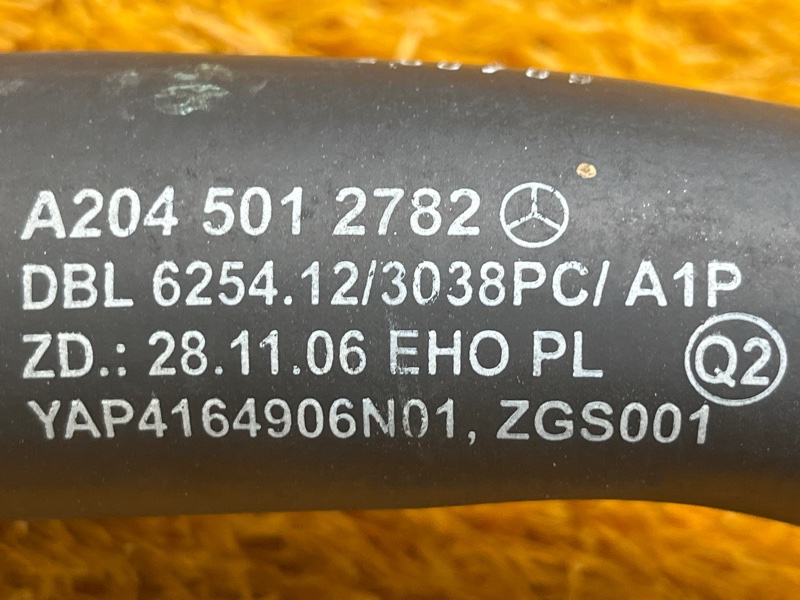 A204 501 2782
DBL 6254.12/3038PC/ A1P
ZD.: 28.11.06 EHO PL Q2
YAP4164906N01, ZGS001